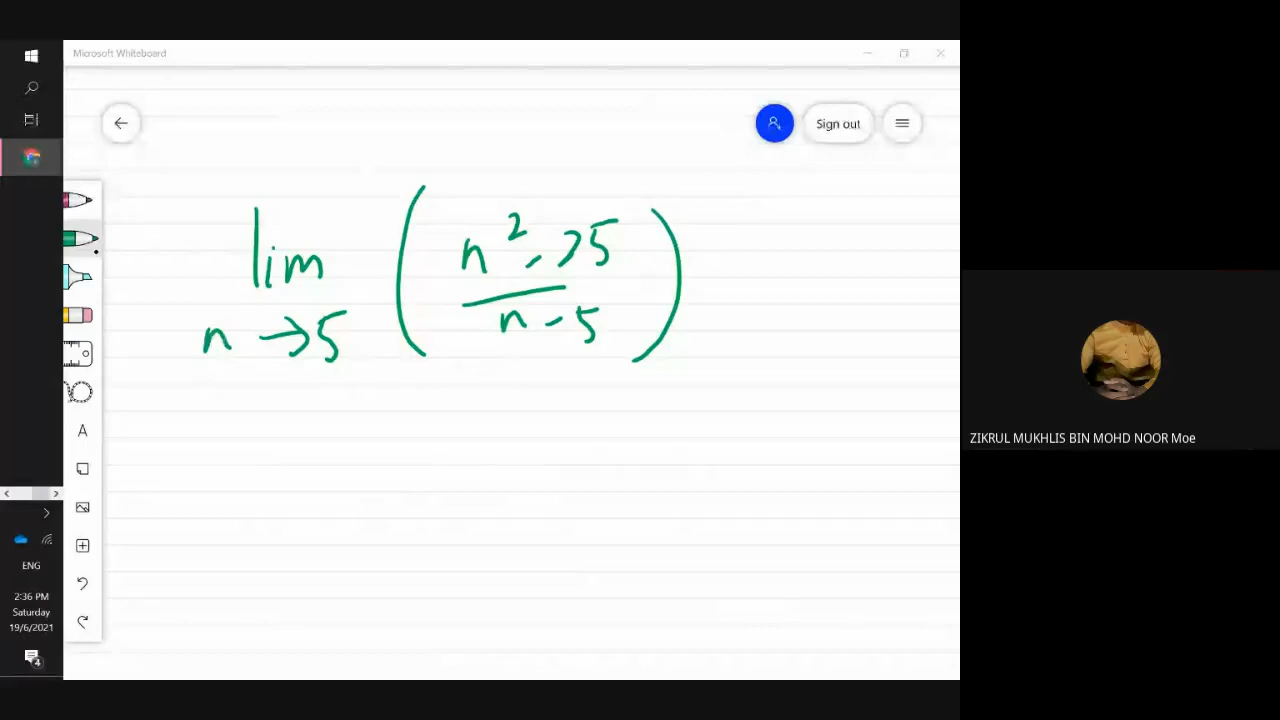 Microsoft Whiteboard
Sign out
lim n→5 ( n² - 25 / n - 5 )
A
ENG
2:36 PM
Saturday
19/6/2021
4
ZIKRUL MUKHLIS BIN MOHD NOOR Moe